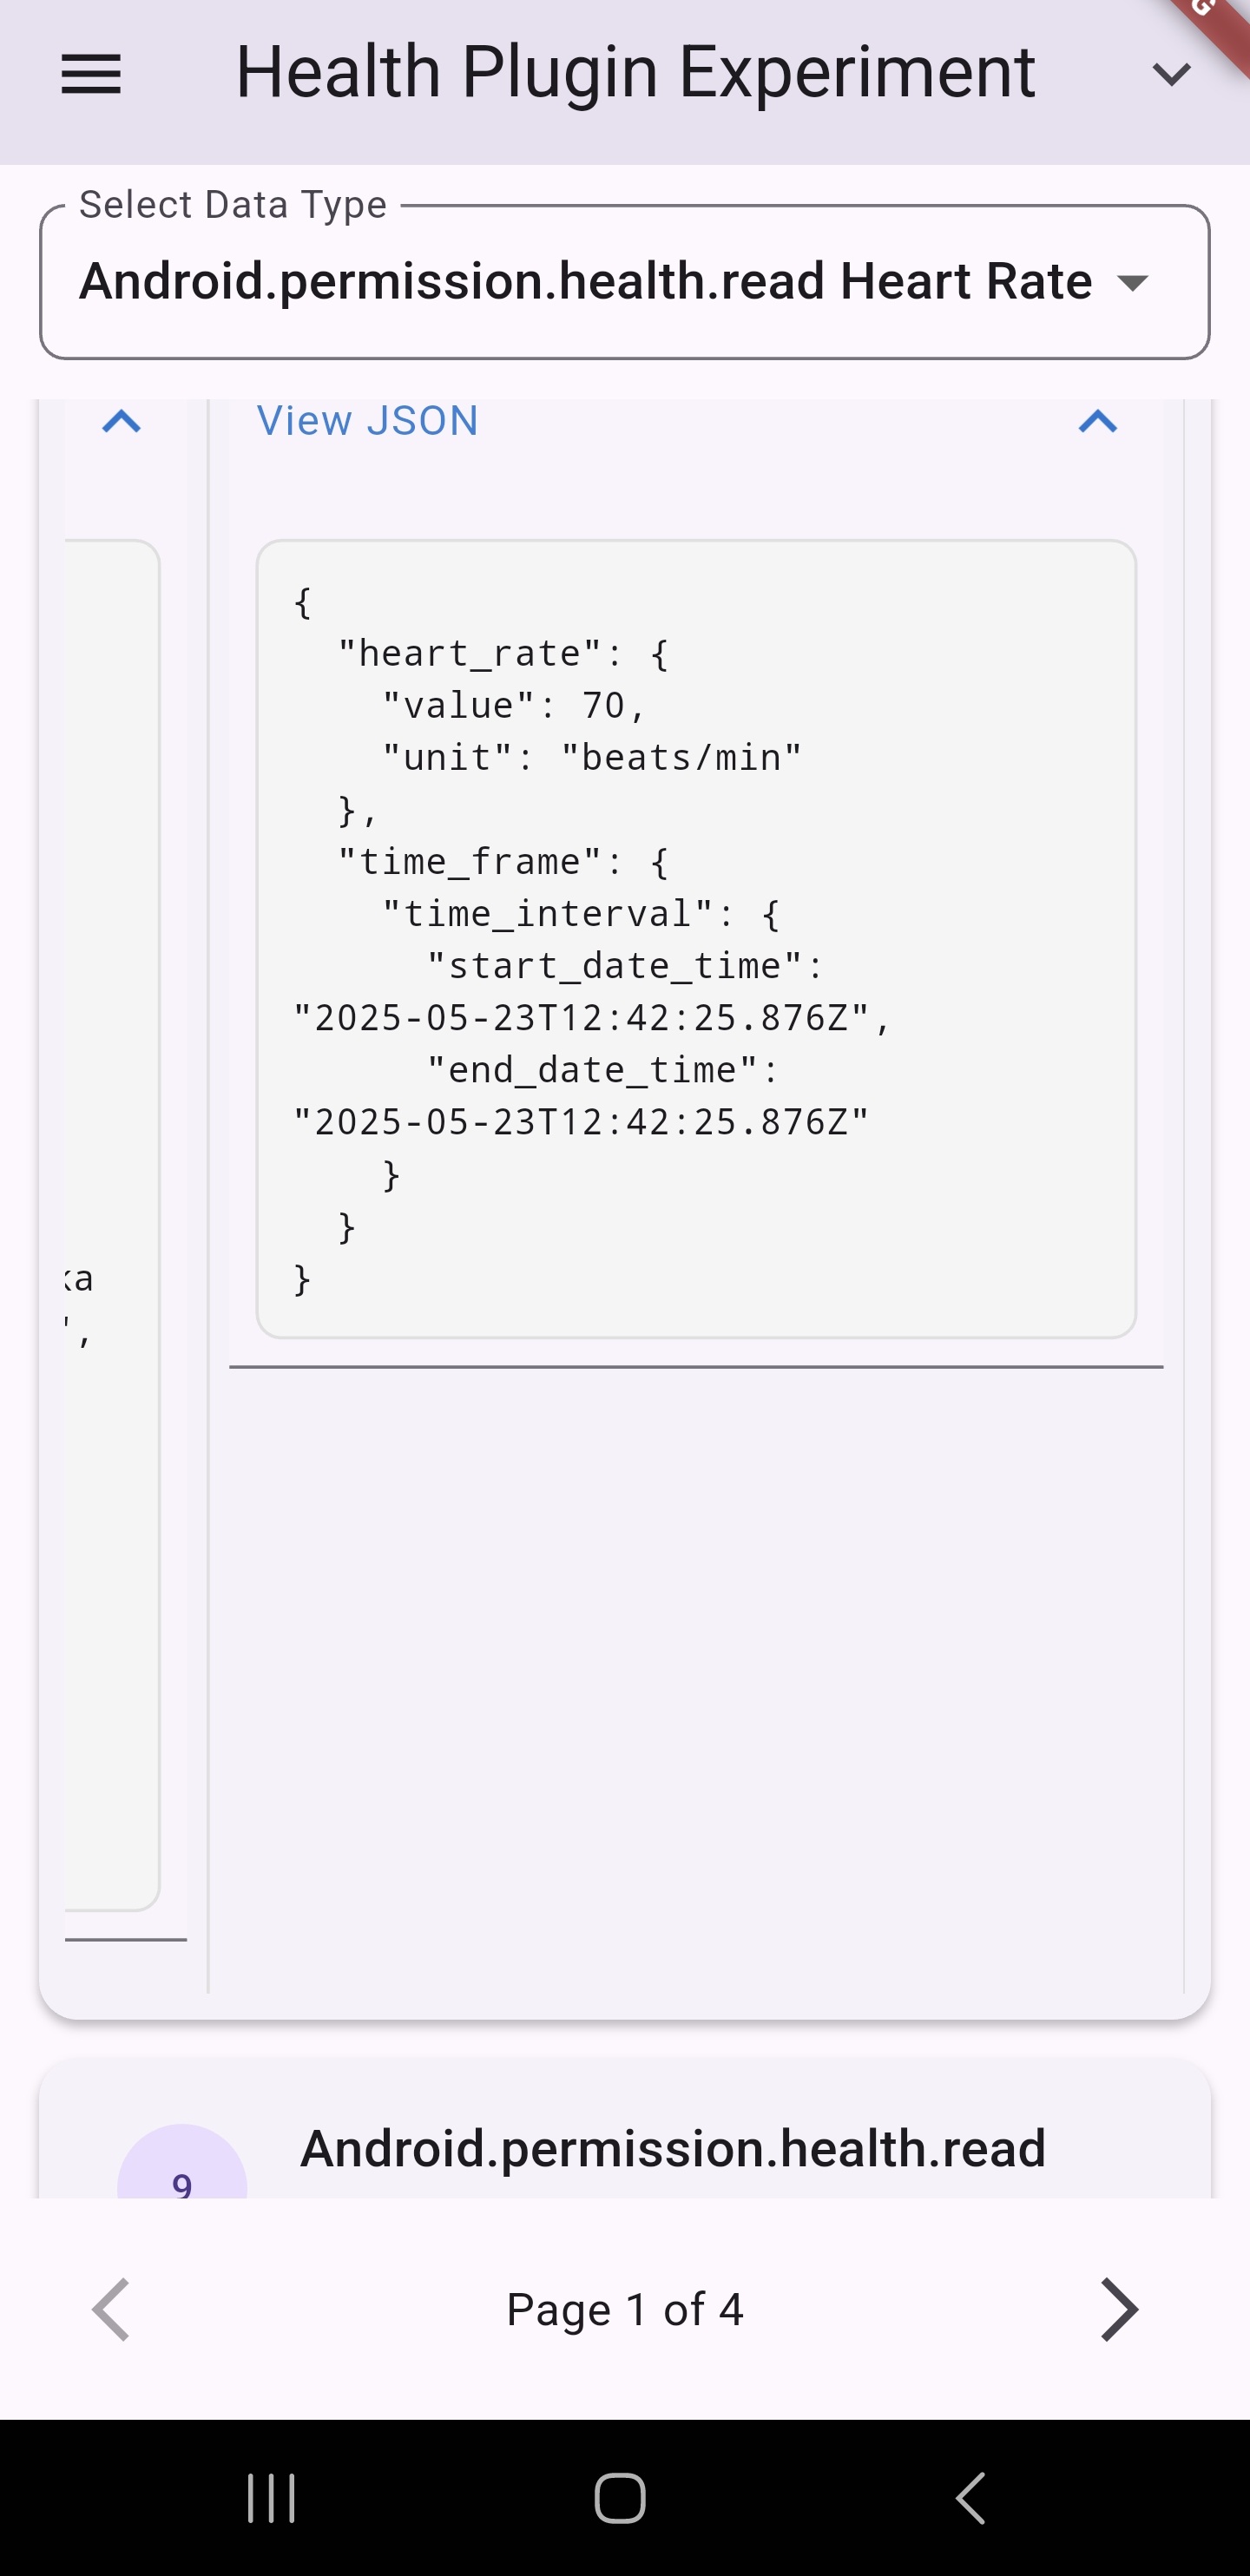 G
Health Plugin Experiment
Select Data Type
Android.permission.health.read Heart Rate
View JSON
{
  "heart_rate": {
    "value": 70,
    "unit": "beats/min"
  },
  "time_frame": {
    "time_interval": {
      "start_date_time":
"2025-05-23T12:42:25.876Z",
      "end_date_time":
"2025-05-23T12:42:25.876Z"
    }
  }
}
ka
",
Android.permission.health.read
9
Page 1 of 4